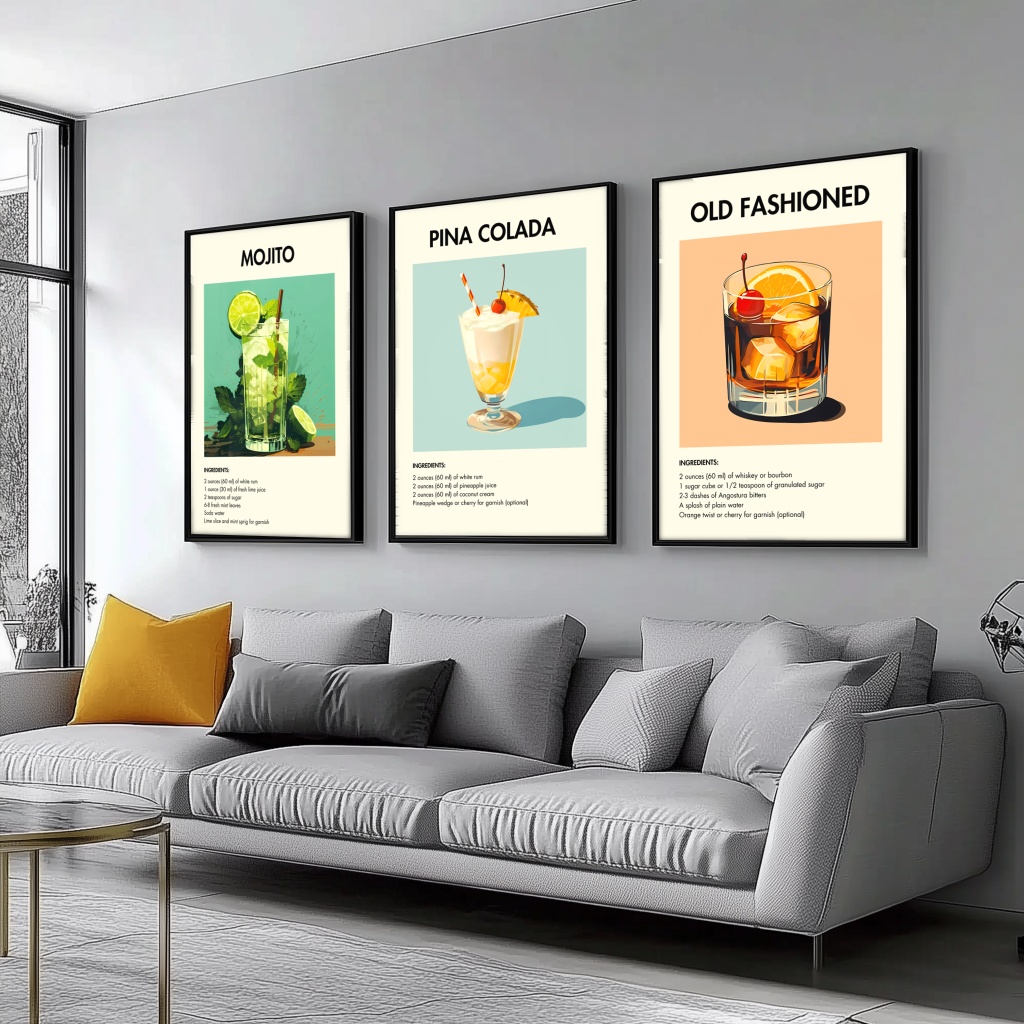 MOJITO
INGREDIENTS:
2 ounces (60 ml) of white rum
1 ounce (30 ml) of fresh lime juice
2 teaspoons of sugar
6-8 fresh mint leaves
Soda water
Lime slice and mint sprig for garnish
PINA COLADA
INGREDIENTS:
2 ounces (60 ml) of white rum
2 ounces (60 ml) of pineapple juice
2 ounces (60 ml) of coconut cream
Pineapple wedge or cherry for garnish (optional)
OLD FASHIONED
INGREDIENTS:
2 ounces (60 ml) of whiskey or bourbon
1 sugar cube or 1/2 teaspoon of granulated sugar
2-3 dashes of Angostura bitters
A splash of plain water
Orange twist or cherry for garnish (optional)